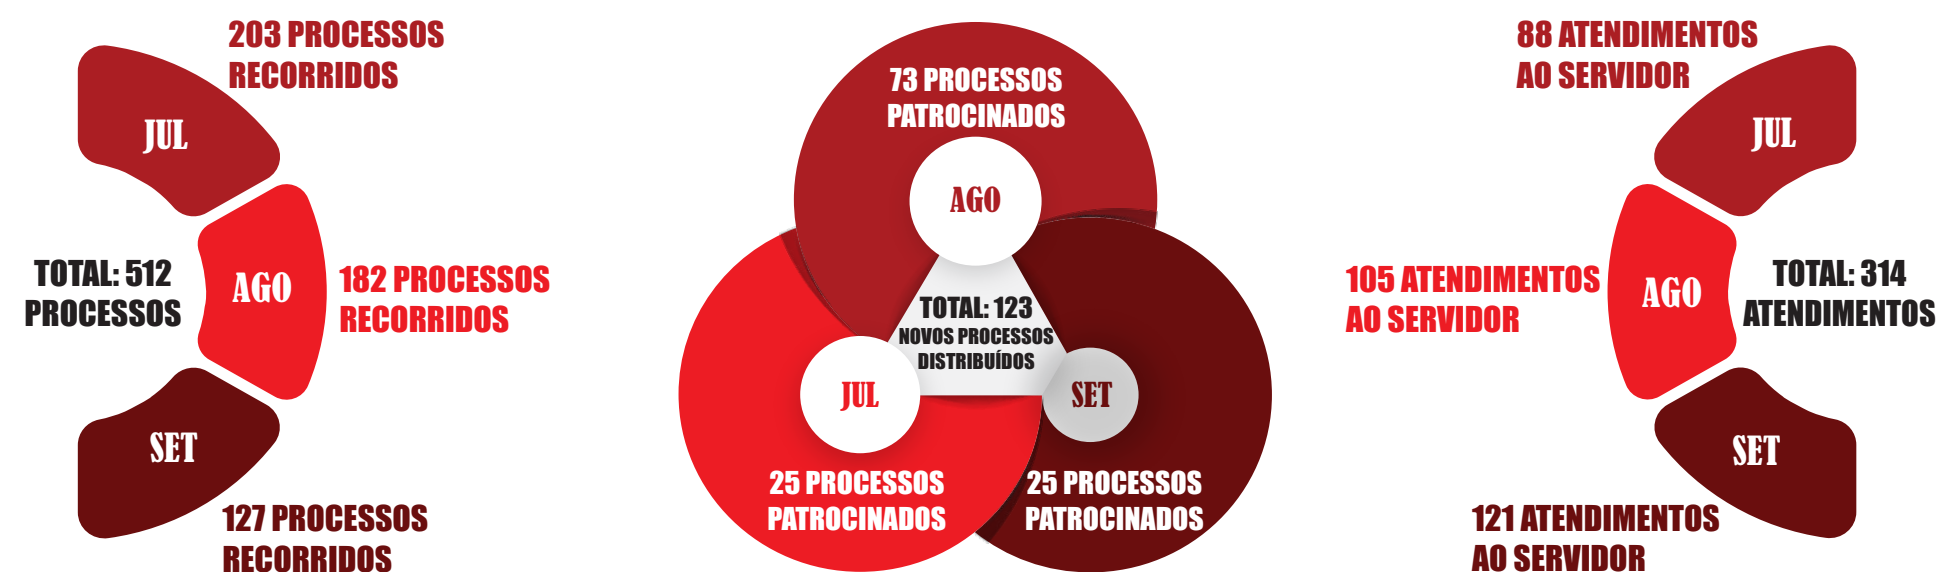 203 PROCESSOS
RECORRIDOS
JUL
TOTAL: 512
PROCESSOS
AGO
182 PROCESSOS
RECORRIDOS
SET
127 PROCESSOS
RECORRIDOS
73 PROCESSOS
PATROCINADOS
AGO
TOTAL: 123
NOVOS PROCESSOS
DISTRIBUÍDOS
JUL
SET
25 PROCESSOS
PATROCINADOS
25 PROCESSOS
PATROCINADOS
88 ATENDIMENTOS
AO SERVIDOR
JUL
105 ATENDIMENTOS
AO SERVIDOR
AGO
TOTAL: 314
ATENDIMENTOS
SET
121 ATENDIMENTOS
AO SERVIDOR